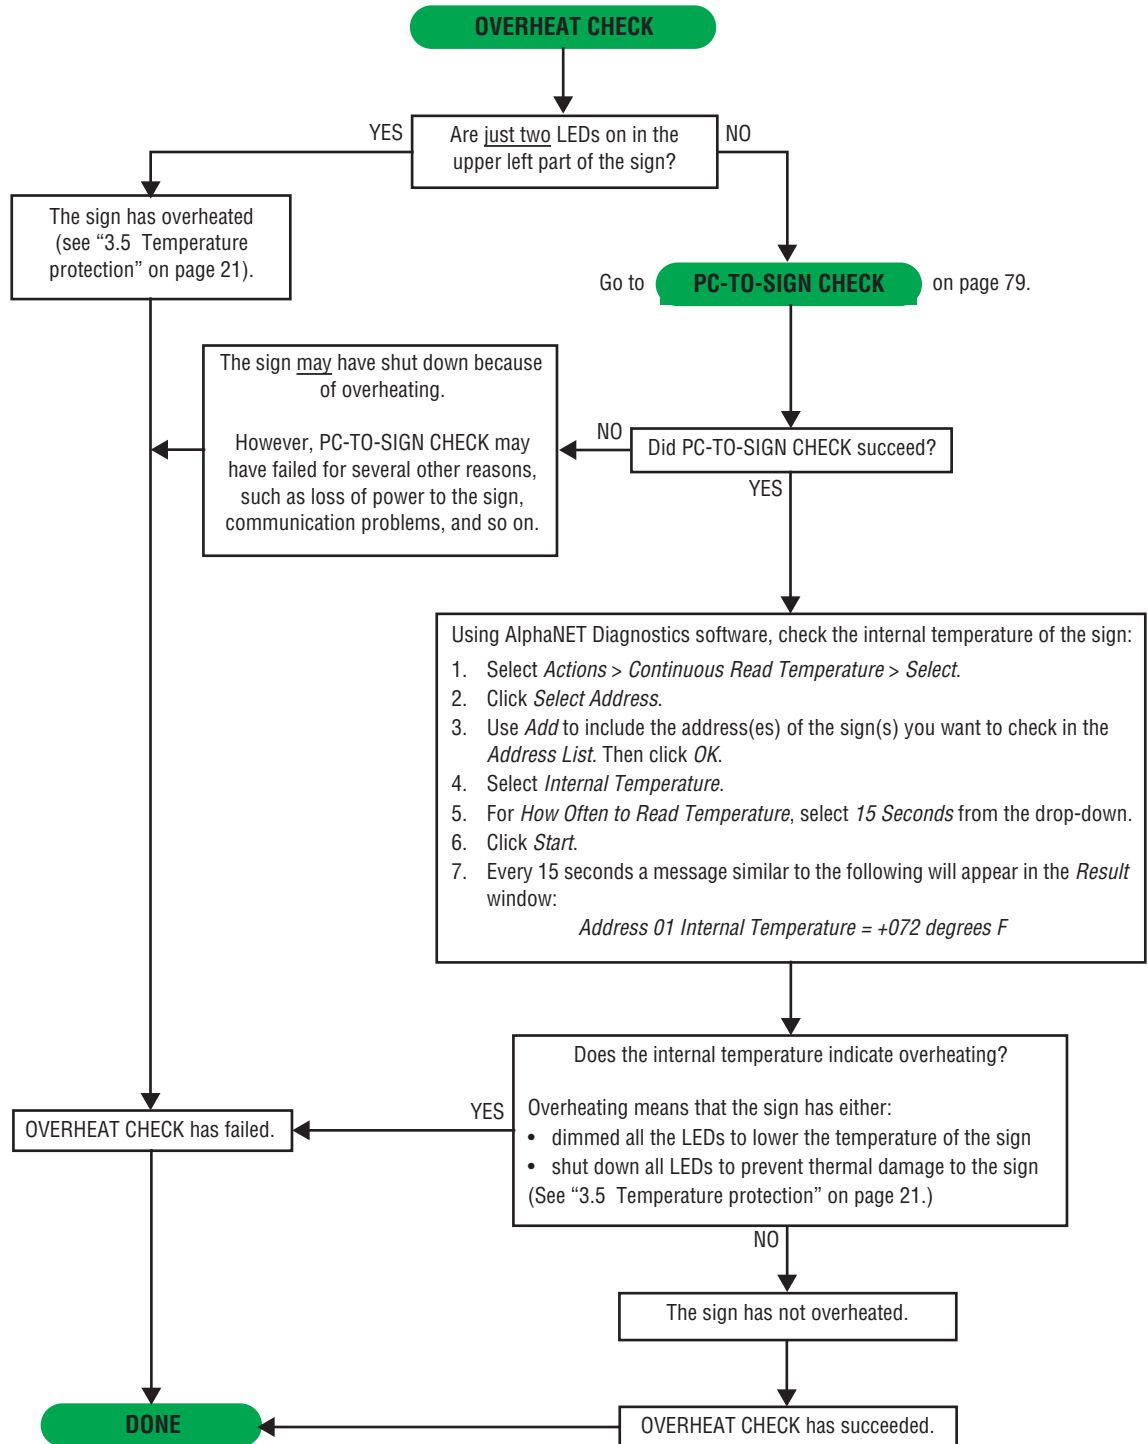 OVERHEAT CHECK
Are just two LEDs on in the
upper left part of the sign?
YES
NO
The sign has overheated
(see “3.5  Temperature
protection” on page 21).
Go to
PC-TO-SIGN CHECK
on page 79.
The sign may have shut down because
of overheating.
However, PC-TO-SIGN CHECK may
have failed for several other reasons,
such as loss of power to the sign,
communication problems, and so on.
NO
Did PC-TO-SIGN CHECK succeed?
YES
Using AlphaNET Diagnostics software, check the internal temperature of the sign:
1. Select Actions > Continuous Read Temperature > Select.
2. Click Select Address.
3. Use Add to include the address(es) of the sign(s) you want to check in the
Address List. Then click OK.
4. Select Internal Temperature.
5. For How Often to Read Temperature, select 15 Seconds from the drop-down.
6. Click Start.
7. Every 15 seconds a message similar to the following will appear in the Result
window:
Address 01 Internal Temperature = +072 degrees F
Does the internal temperature indicate overheating?
Overheating means that the sign has either:
• dimmed all the LEDs to lower the temperature of the sign
• shut down all LEDs to prevent thermal damage to the sign
(See “3.5  Temperature protection” on page 21.)
YES
OVERHEAT CHECK has failed.
NO
The sign has not overheated.
OVERHEAT CHECK has succeeded.
DONE